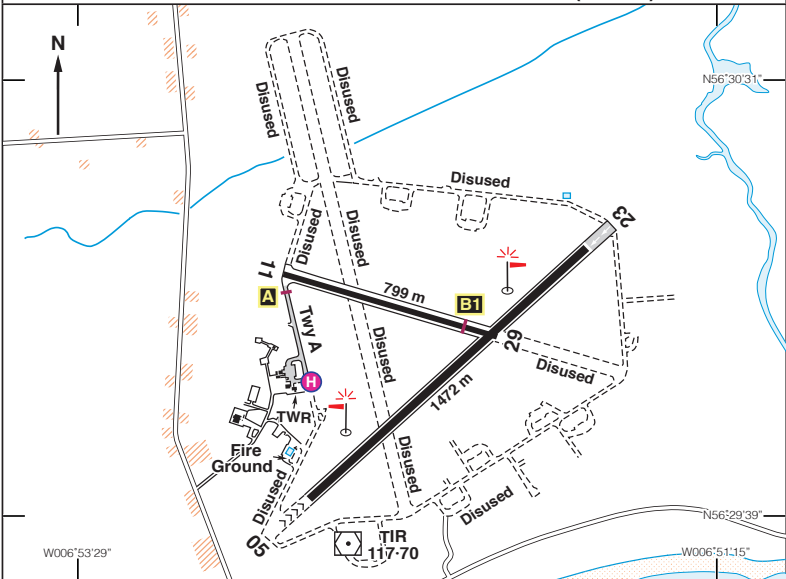 N
N56°30'31"
Disused
Disused
Disused
23
Disused
Disused
11
A
799 m
B1
Twy A
29
Disused
Disused
H
1472 m
TWR
Fire
Ground
Disused
Disused
Disused
05
TIR
117·70
N56°29'39"
W006°53'29"
W006°51'15"